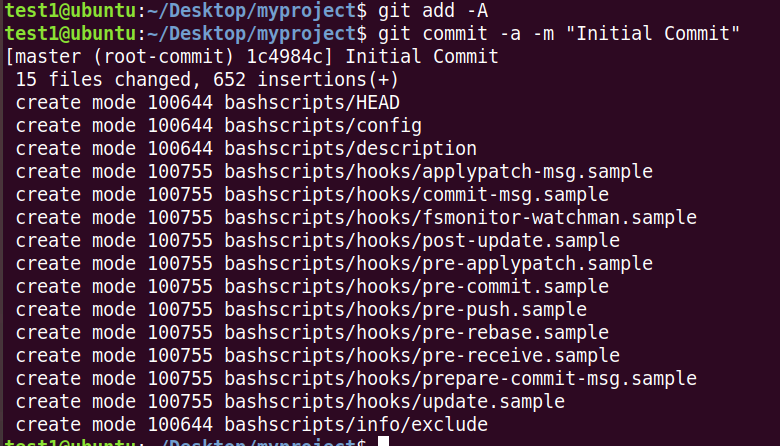 test1@ubuntu:~/Desktop/myproject$ git add -A
test1@ubuntu:~/Desktop/myproject$ git commit -a -m "Initial Commit"
[master (root-commit) 1c4984c] Initial Commit
 15 files changed, 652 insertions(+)
 create mode 100644 bashscripts/HEAD
 create mode 100644 bashscripts/config
 create mode 100644 bashscripts/description
 create mode 100755 bashscripts/hooks/applypatch-msg.sample
 create mode 100755 bashscripts/hooks/commit-msg.sample
 create mode 100755 bashscripts/hooks/fsmonitor-watchman.sample
 create mode 100755 bashscripts/hooks/post-update.sample
 create mode 100755 bashscripts/hooks/pre-applypatch.sample
 create mode 100755 bashscripts/hooks/pre-commit.sample
 create mode 100755 bashscripts/hooks/pre-push.sample
 create mode 100755 bashscripts/hooks/pre-rebase.sample
 create mode 100755 bashscripts/hooks/pre-receive.sample
 create mode 100755 bashscripts/hooks/prepare-commit-msg.sample
 create mode 100755 bashscripts/hooks/update.sample
 create mode 100644 bashscripts/info/exclude
test1@ubuntu:~/Desktop/myproject$